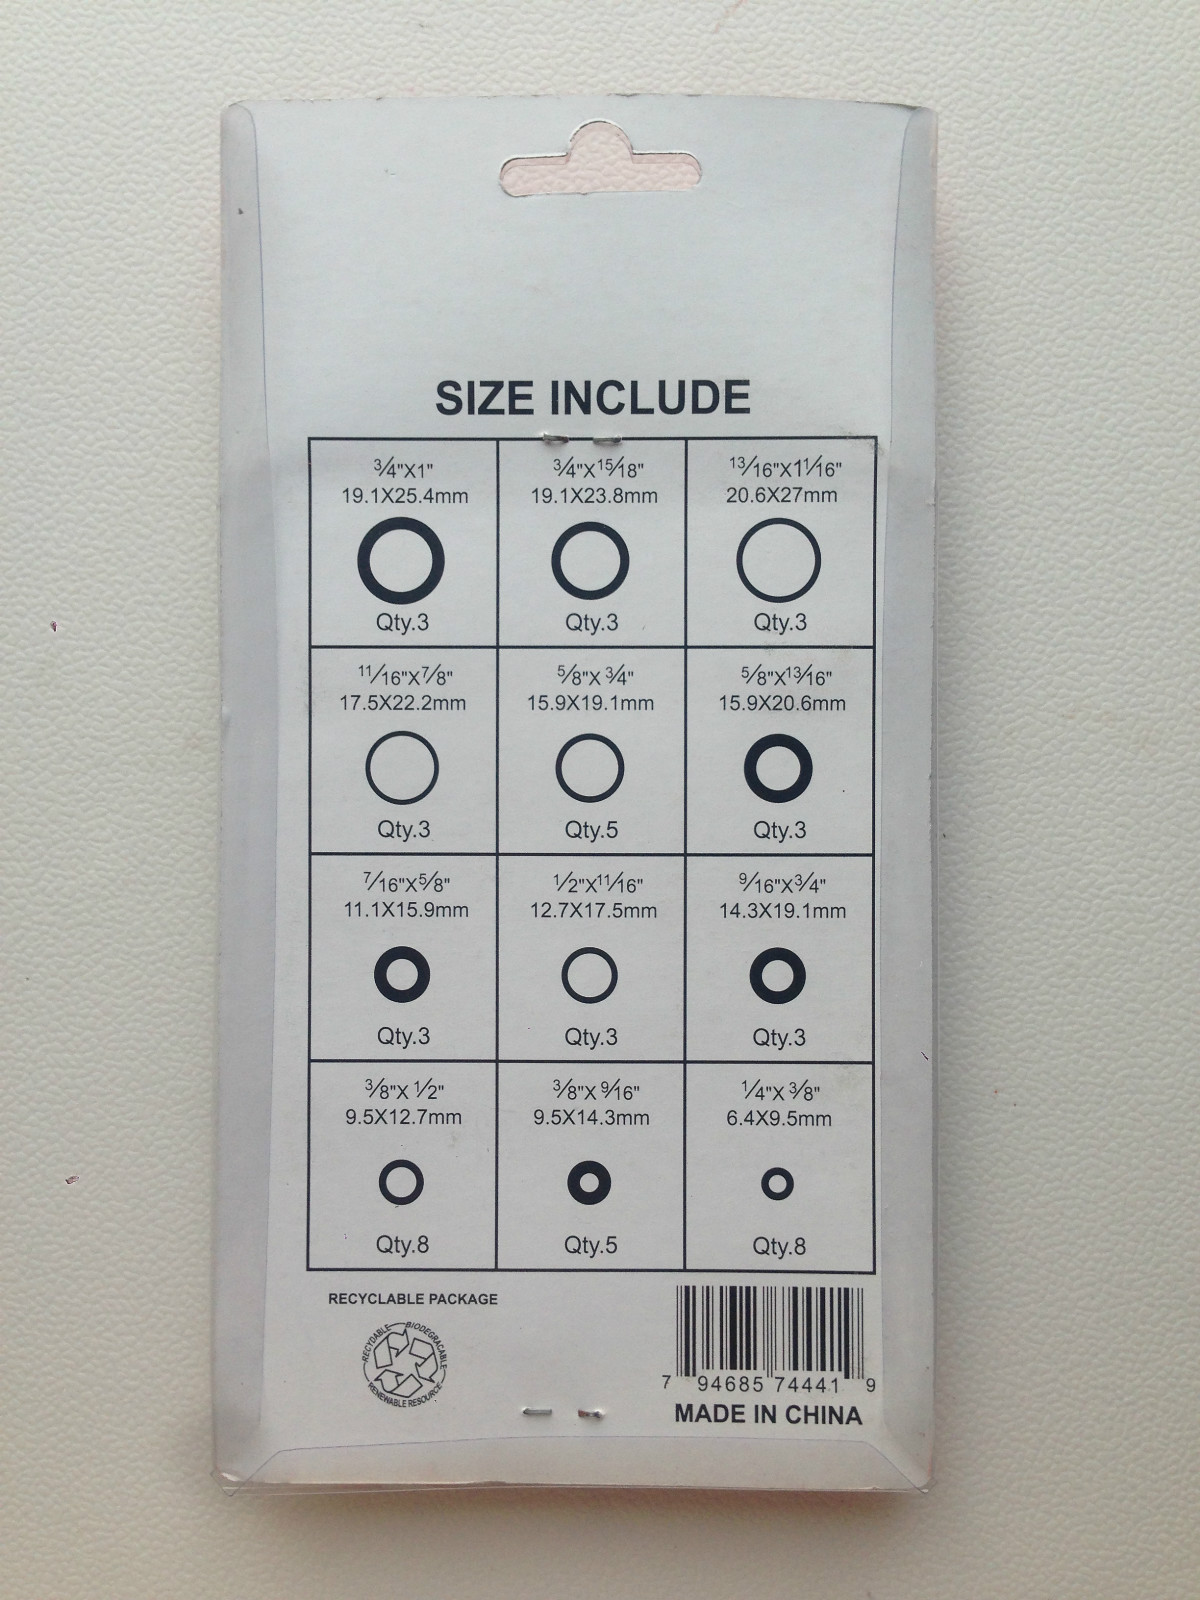 SIZE INCLUDE
3/4"X1"
19.1X25.4mm
Qty.3
3/4"X15/18"
19.1X23.8mm
Qty.3
13/16"X11/16"
20.6X27mm
Qty.3
11/16"X7/8"
17.5X22.2mm
Qty.3
5/8"X 3/4"
15.9X19.1mm
Qty.5
5/8"X13/16"
15.9X20.6mm
Qty.3
7/16"X5/8"
11.1X15.9mm
Qty.3
1/2"X11/16"
12.7X17.5mm
Qty.3
9/16"X3/4"
14.3X19.1mm
Qty.3
3/8"X 1/2"
9.5X12.7mm
Qty.8
3/8"X 9/16"
9.5X14.3mm
Qty.5
1/4"X 3/8"
6.4X9.5mm
Qty.8
RECYCLABLE PACKAGE
RECYDABLE
BIODEGRACABLE
RENEWABLE RESOURCE
7 94685 74441 9
MADE IN CHINA